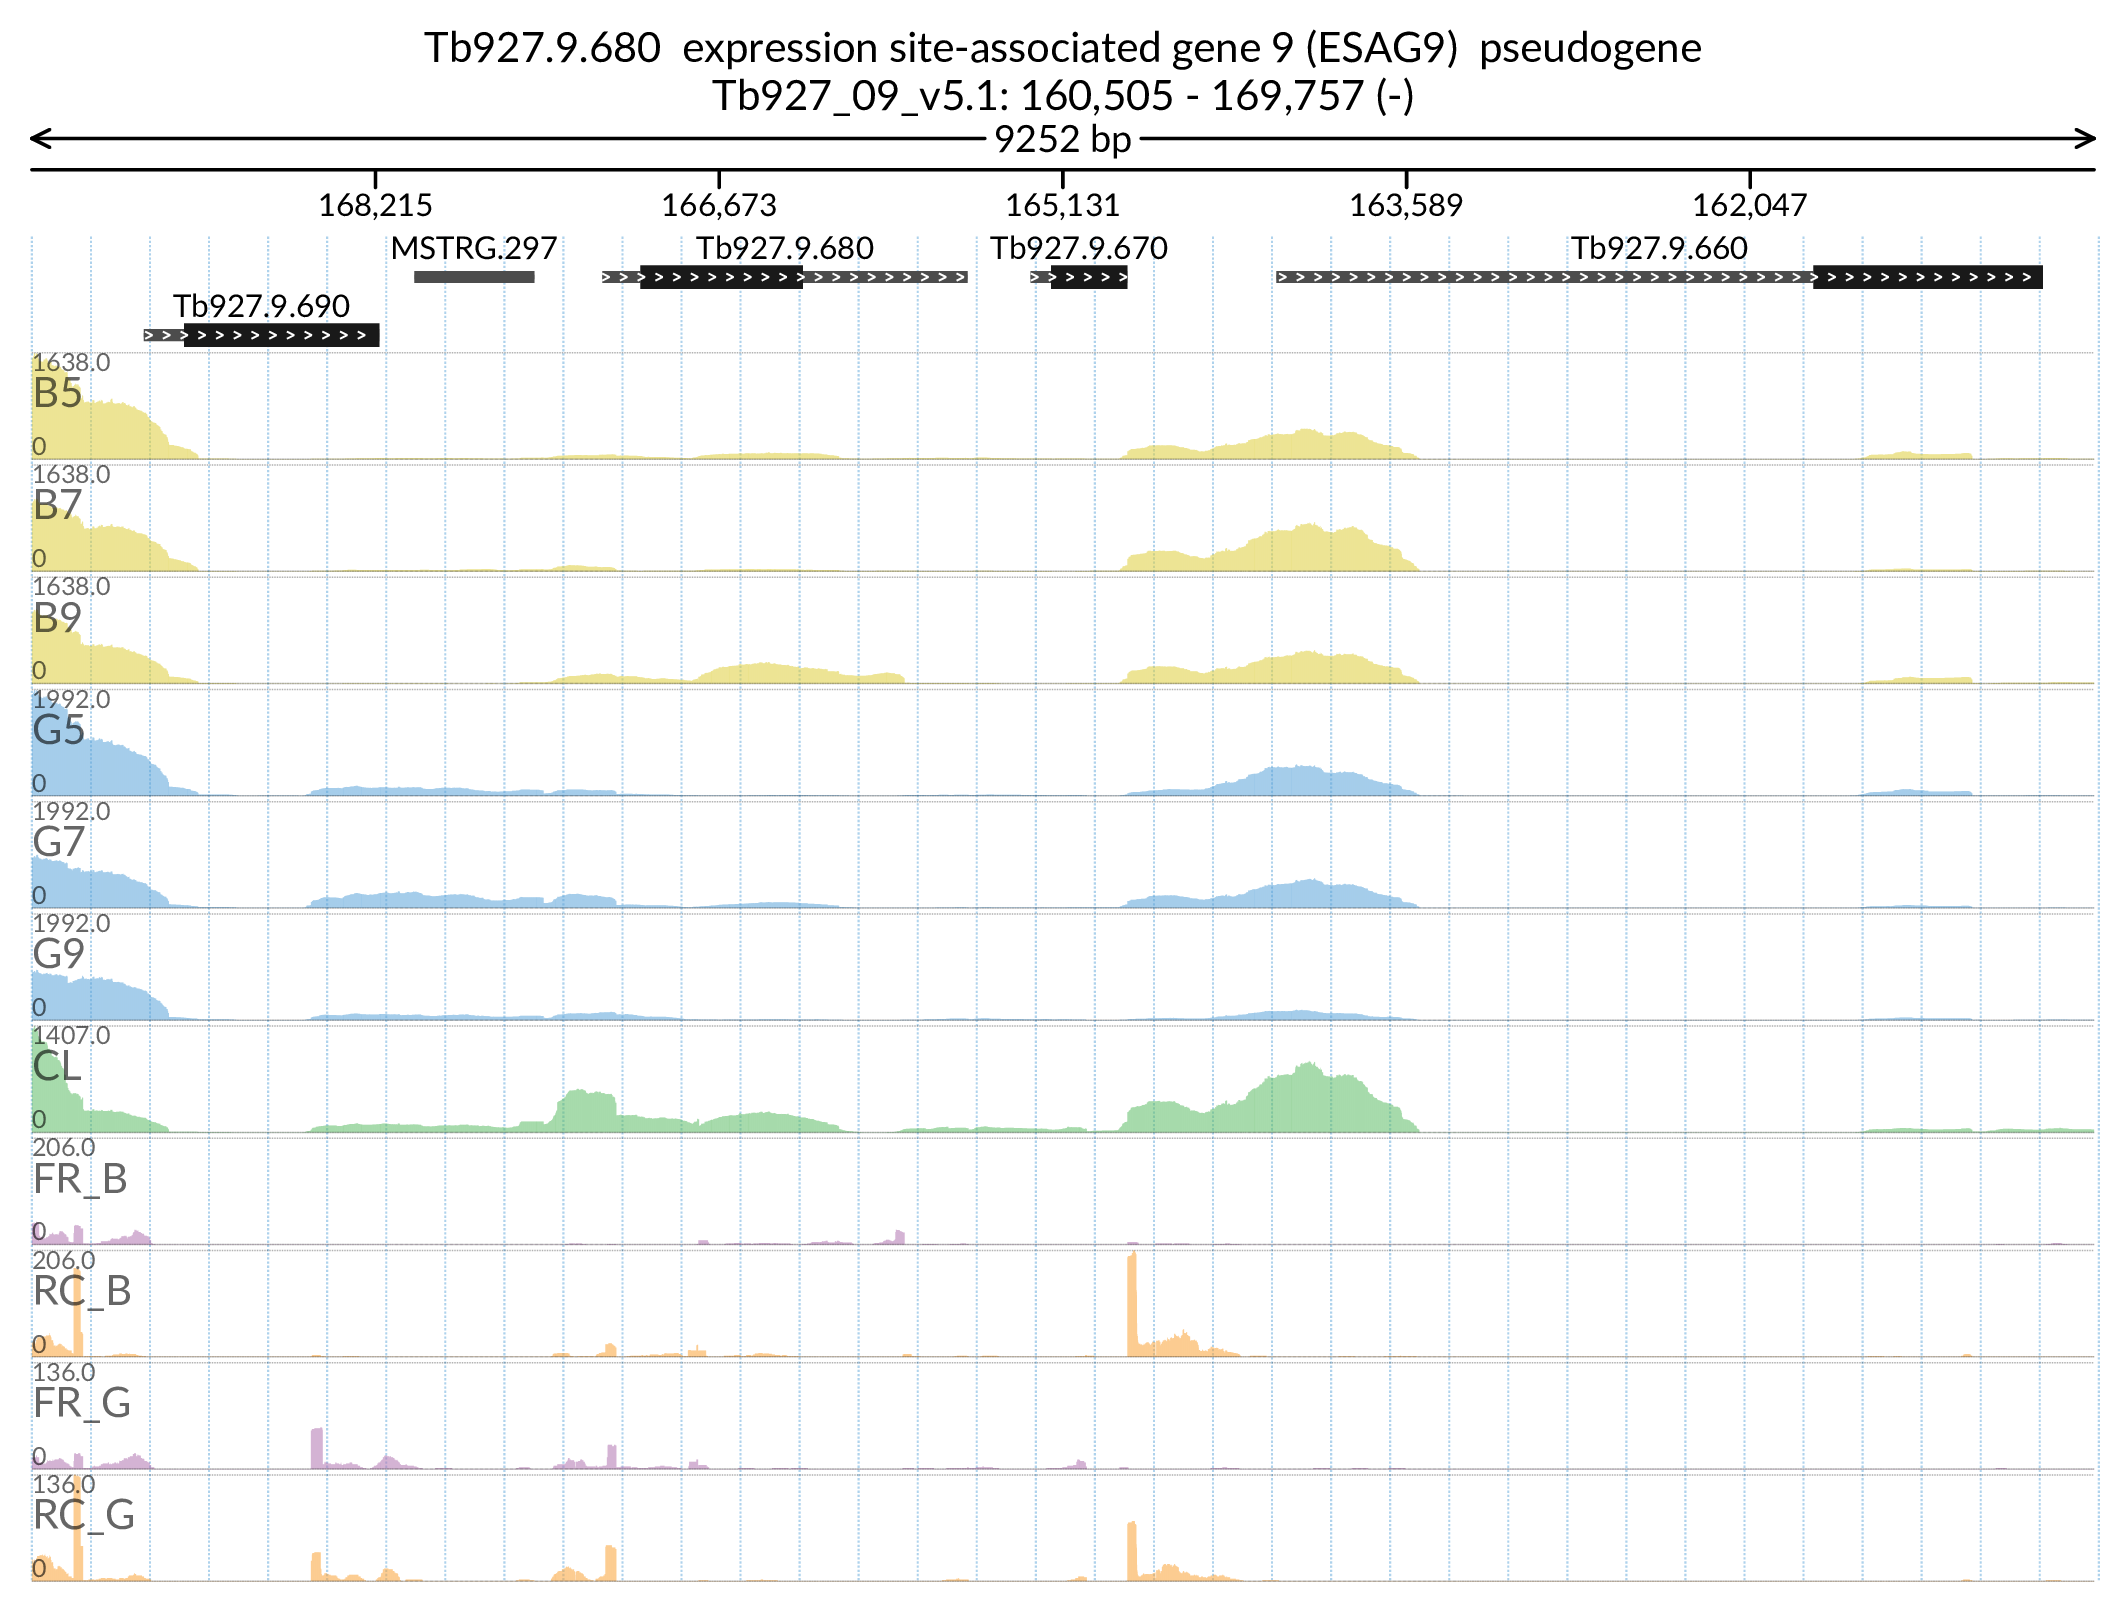 Tb927.9.680  expression site-associated gene 9 (ESAG9)  pseudogene
Tb927_09_v5.1: 160,505 - 169,757 (-)
9252 bp
168,215 166,673 165,131 163,589 162,047
MSTRG.297 Tb927.9.680 Tb927.9.670 Tb927.9.660
Tb927.9.690
1638.0
B5
0
1638.0
B7
0
1638.0
B9
0
1992.0
G5
0
1992.0
G7
0
1992.0
G9
0
1407.0
CL
0
206.0
FR_B
0
206.0
RC_B
0
136.0
FR_G
0
136.0
RC_G
0